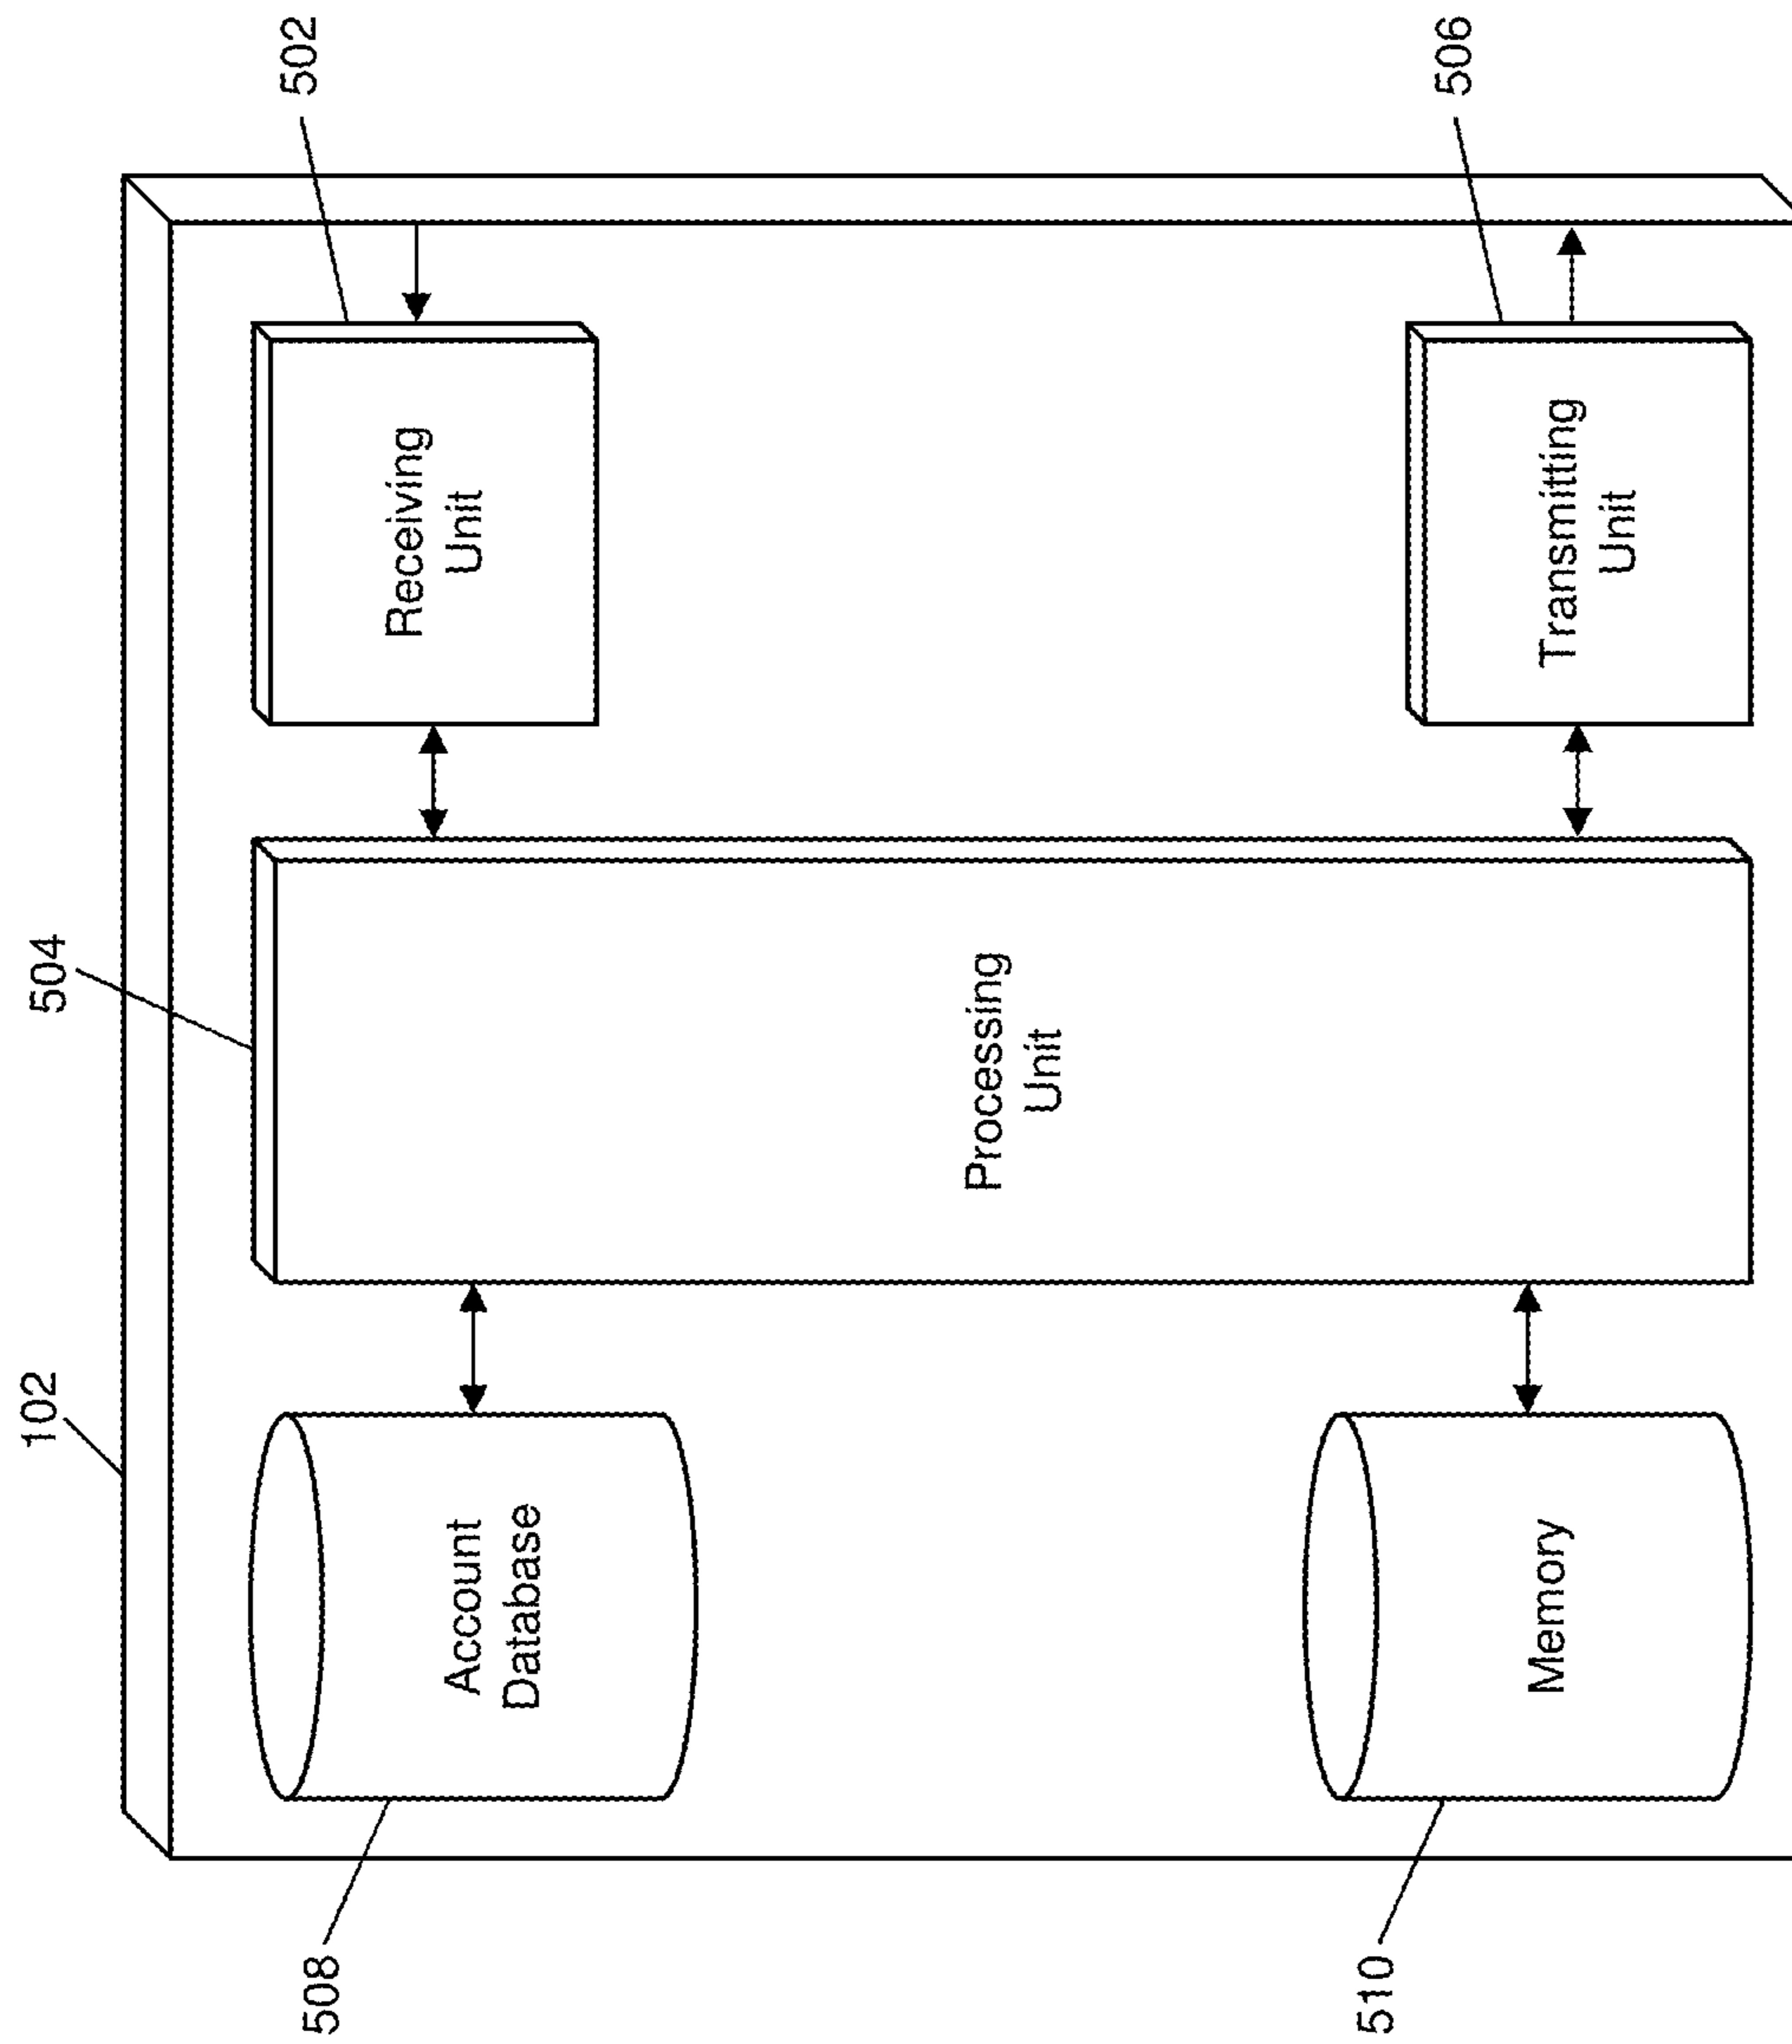 102
504
502
508
Account
Database
Processing
Unit
Receiving
Unit
510
Memory
Transmitting
Unit
506